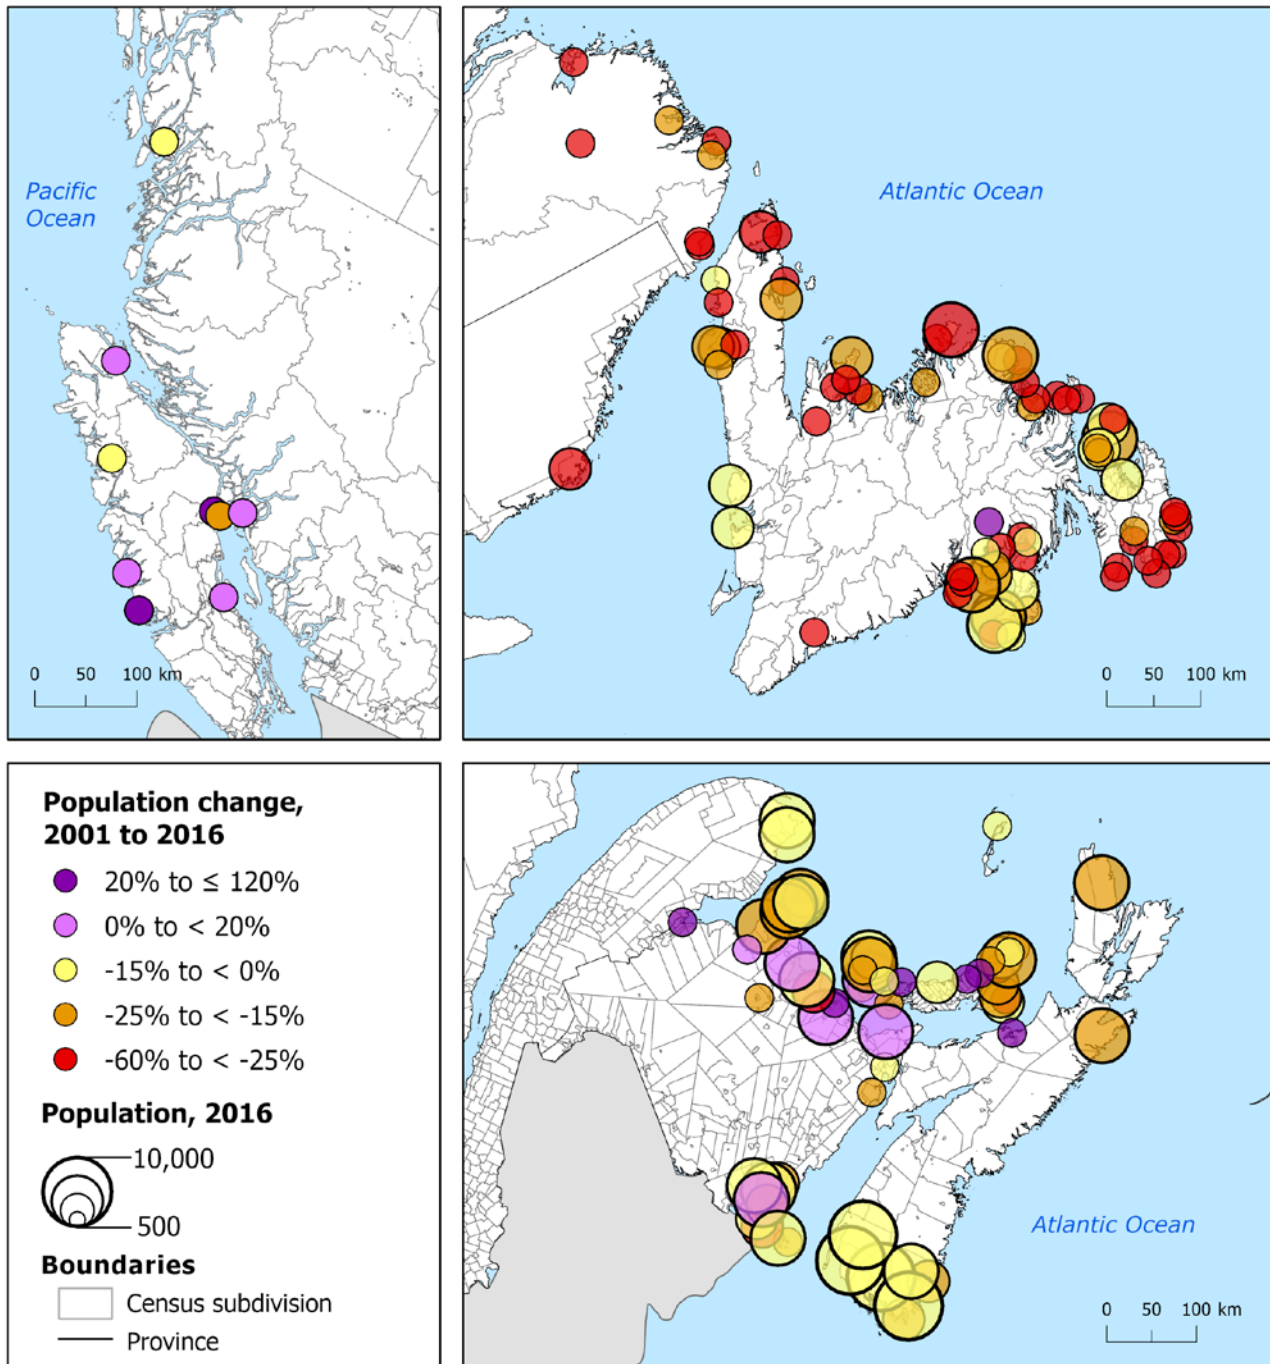 Pacific
Ocean
0 50 100 km
Atlantic Ocean
0 50 100 km
Population change,
2001 to 2016
20% to ≤ 120%
0% to < 20%
-15% to < 0%
-25% to < -15%
-60% to < -25%
Population, 2016
10,000
500
Boundaries
Census subdivision
Province
Atlantic Ocean
0 50 100 km